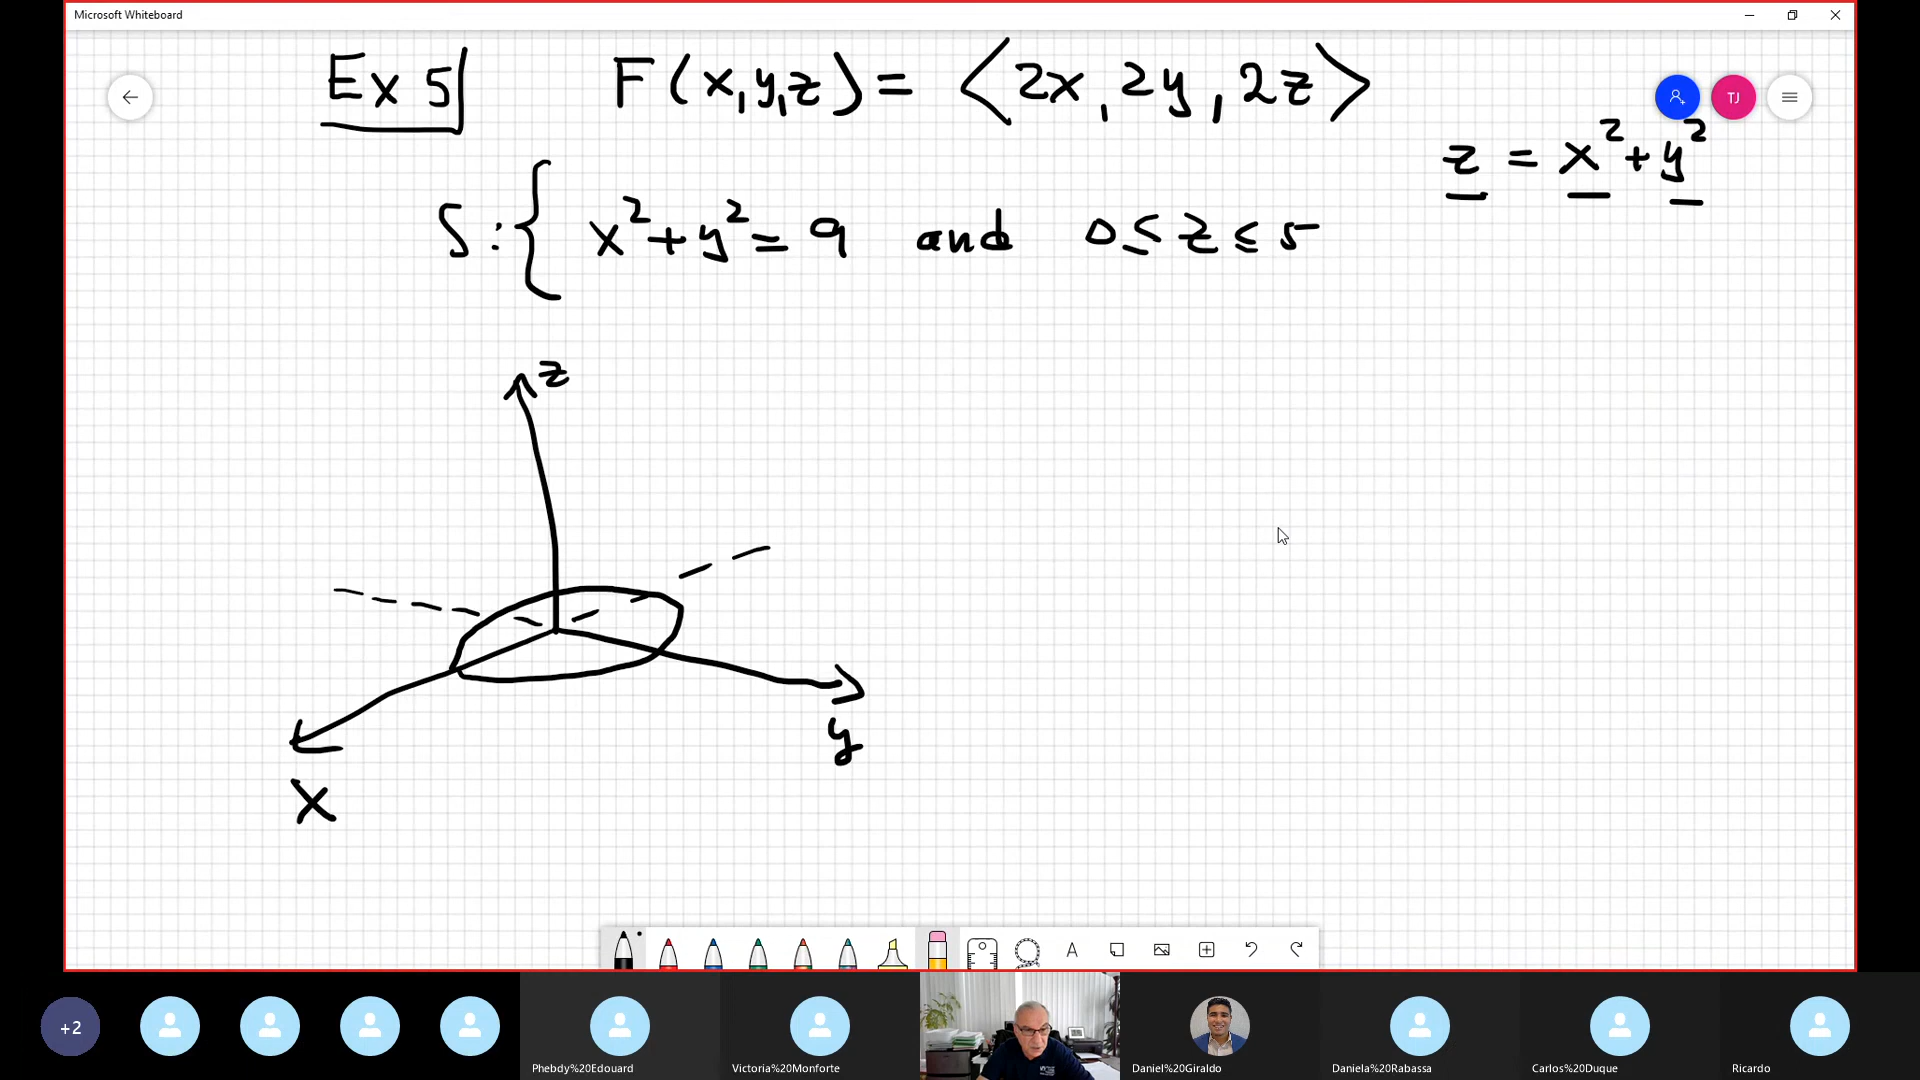 Microsoft Whiteboard
Ex 5 F(x,y,z) = ⟨2x, 2y, 2z⟩
TJ
z = x² + y²
S: { x² + y² = 9 and 0 ≤ z ≤ 5
z
y
x
A
+2
Phebdy%20Edouard
Victoria%20Monforte
Daniel%20Giraldo
Daniela%20Rabassa
Carlos%20Duque
Ricardo